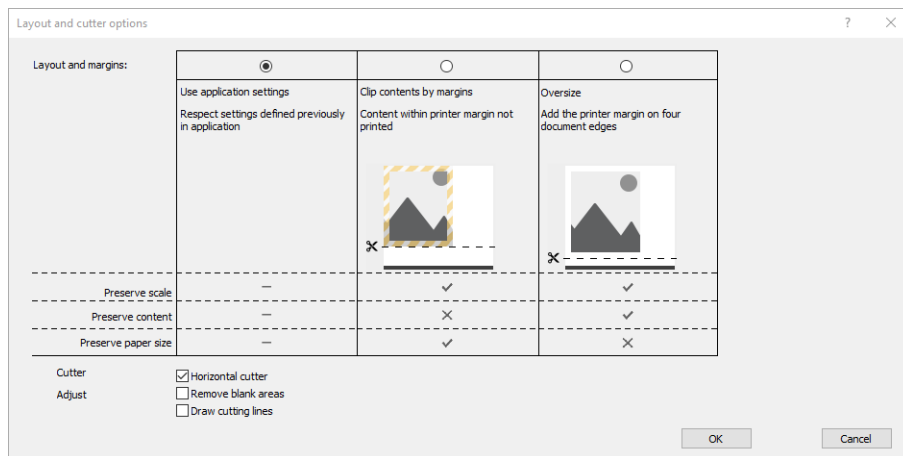 Layout and cutter options
Layout and margins:
Use application settings
Respect settings defined previously
in application
Clip contents by margins
Content within printer margin not
printed
Oversize
Add the printer margin on four
document edges
Preserve scale
Preserve content
Preserve paper size
Cutter
Horizontal cutter
Adjust
Remove blank areas
Draw cutting lines
OK
Cancel